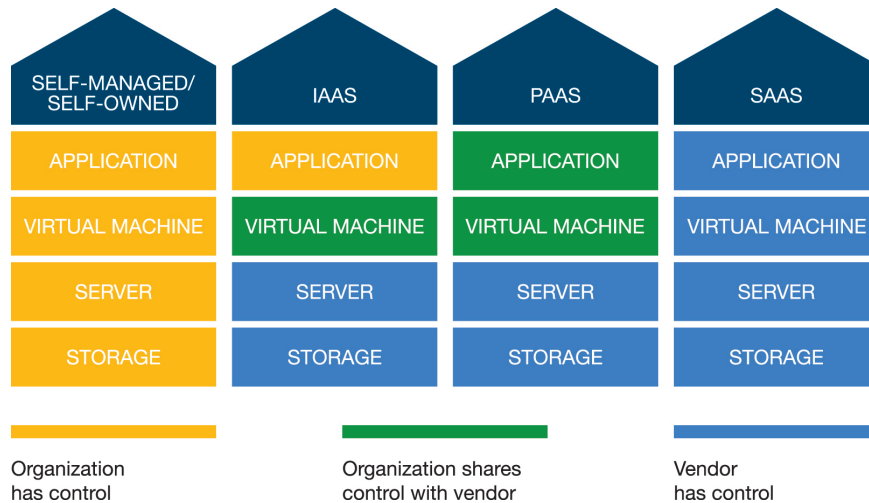 SELF-MANAGED/
SELF-OWNED
IAAS
PAAS
SAAS
APPLICATION
APPLICATION
APPLICATION
APPLICATION
VIRTUAL MACHINE
VIRTUAL MACHINE
VIRTUAL MACHINE
VIRTUAL MACHINE
SERVER
SERVER
SERVER
SERVER
STORAGE
STORAGE
STORAGE
STORAGE
Organization
has control
Organization shares
control with vendor
Vendor
has control